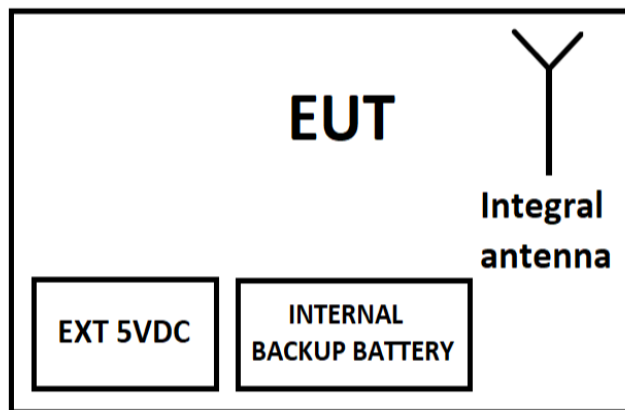 EUT
Integral
antenna
EXT 5VDC
INTERNAL
BACKUP BATTERY